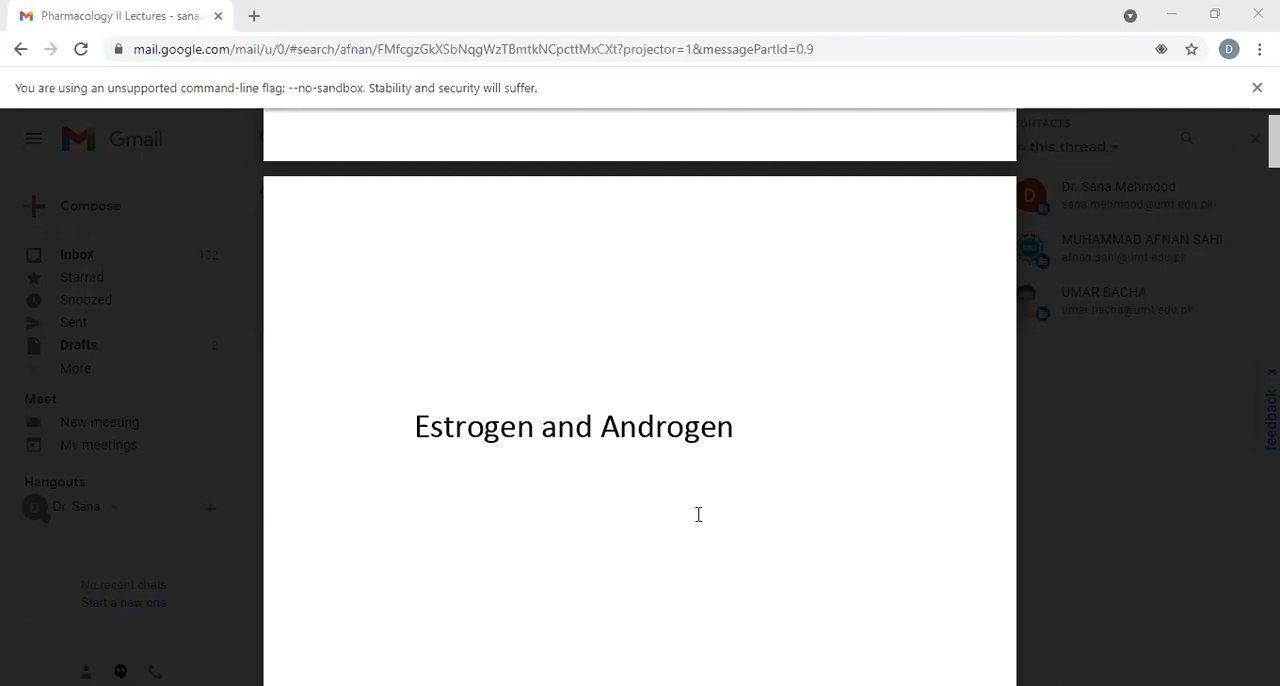 Pharmacology II Lectures - sana.
mail.google.com/mail/u/0/#search/afnan/FMfcgzGkXSbNqgWzTBmtkNCpcttMxCXt?projector=1&messagePartId=0.9
D
You are using an unsupported command-line flag: --no-sandbox. Stability and security will suffer.
Gmail
Compose
Inbox 132
Starred
Snoozed
Sent
Drafts 2
More
Meet
New meeting
My meetings
Hangouts
D Dr. Sana
No recent chats
Start a new one
Estrogen and Androgen
this thread
D Dr. Sana Mehmood
sana.mehmood@umt.edu.pk
MUHAMMAD AFNAN SAHI
afnan.sahi@umt.edu.pk
UMAR BACHA
umar.bacha@umt.edu.pk
feedback x